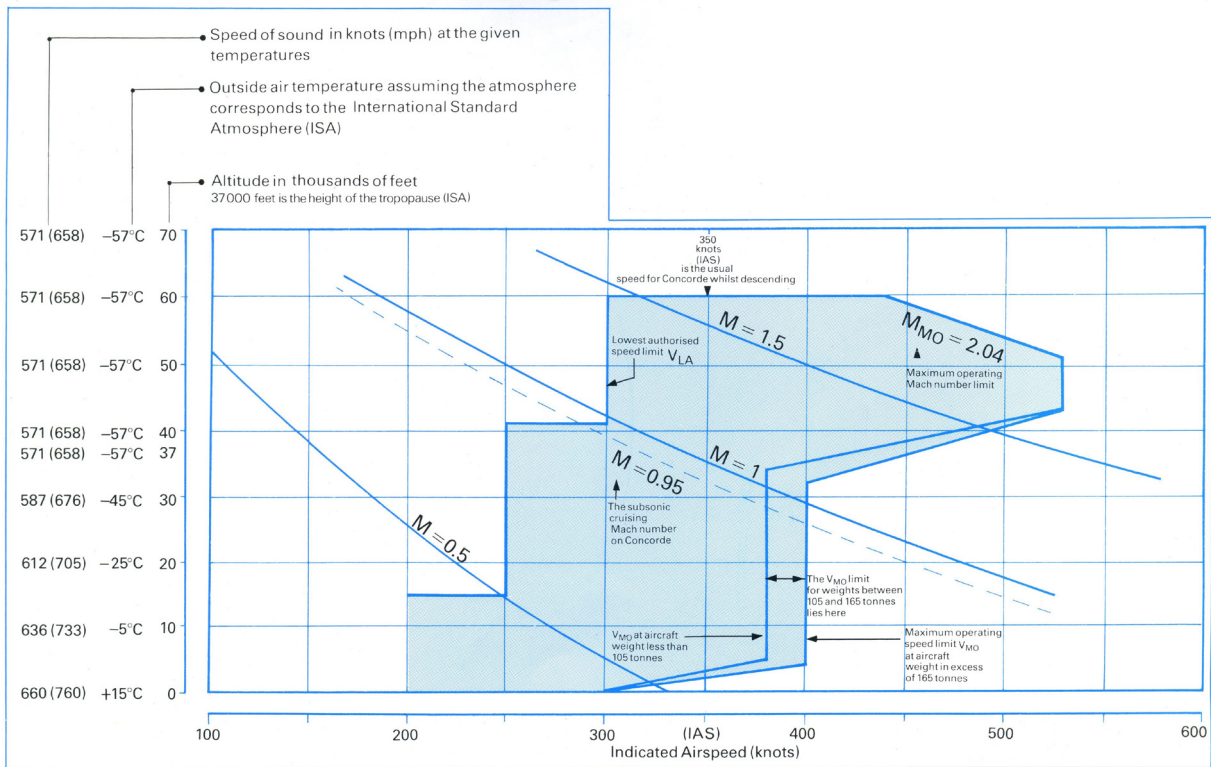 Speed of sound in knots (mph) at the given
temperatures
Outside air temperature assuming the atmosphere
corresponds to the International Standard
Atmosphere (ISA)
Altitude in thousands of feet
37000 feet is the height of the tropopause (ISA)
571 (658) −57°C 70
571 (658) −57°C 60
571 (658) −57°C 50
571 (658) −57°C 40
571 (658) −57°C 37
587 (676) −45°C 30
612 (705) −25°C 20
636 (733) −5°C 10
660 (760) +15°C 0
350
knots
(IAS)
is the usual
speed for Concorde whilst descending
M = 1.5
MMO = 2.04
Maximum operating
Mach number limit
Lowest authorised
speed limit VLA
M = 1
M = 0.95
The subsonic
cruising
Mach number
on Concorde
M = 0.5
The VMO limit
for weights between
105 and 165 tonnes
lies here
VMO at aircraft
weight less than
105 tonnes
Maximum operating
speed limit VMO
at aircraft
weight in excess
of 165 tonnes
100 200 300 (IAS) 400 500 600
Indicated Airspeed (knots)